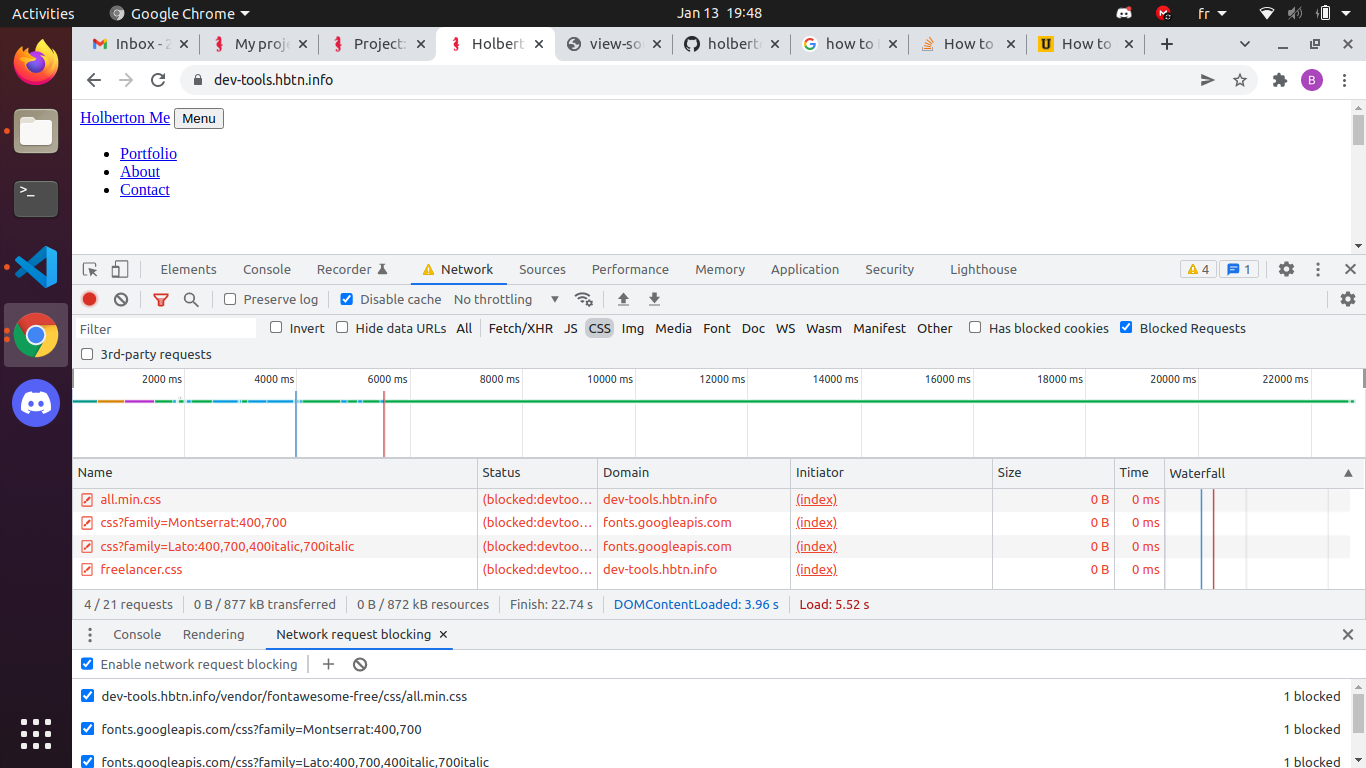 Activities Google Chrome Jan 13 19:48 fr
Inbox - 2 My proje Project: Holbert view-so holberto how to How to How to
dev-tools.hbtn.info B
Holberton Me Menu
Portfolio
About
Contact
Elements Console Recorder Network Sources Performance Memory Application Security Lighthouse 4 1
Preserve log Disable cache No throttling
Filter Invert Hide data URLs All Fetch/XHR JS CSS Img Media Font Doc WS Wasm Manifest Other Has blocked cookies Blocked Requests
3rd-party requests
2000 ms 4000 ms 6000 ms 8000 ms 10000 ms 12000 ms 14000 ms 16000 ms 18000 ms 20000 ms 22000 ms
Name Status Domain Initiator Size Time Waterfall
all.min.css (blocked:devtoo… dev-tools.hbtn.info (index) 0 B 0 ms
css?family=Montserrat:400,700 (blocked:devtoo… fonts.googleapis.com (index) 0 B 0 ms
css?family=Lato:400,700,400italic,700italic (blocked:devtoo… fonts.googleapis.com (index) 0 B 0 ms
freelancer.css (blocked:devtoo… dev-tools.hbtn.info (index) 0 B 0 ms
4 / 21 requests 0 B / 877 kB transferred 0 B / 872 kB resources Finish: 22.74 s DOMContentLoaded: 3.96 s Load: 5.52 s
Console Rendering Network request blocking
Enable network request blocking
dev-tools.hbtn.info/vendor/fontawesome-free/css/all.min.css 1 blocked
fonts.googleapis.com/css?family=Montserrat:400,700 1 blocked
fonts.googleapis.com/css?family=Lato:400,700,400italic,700italic 1 blocked